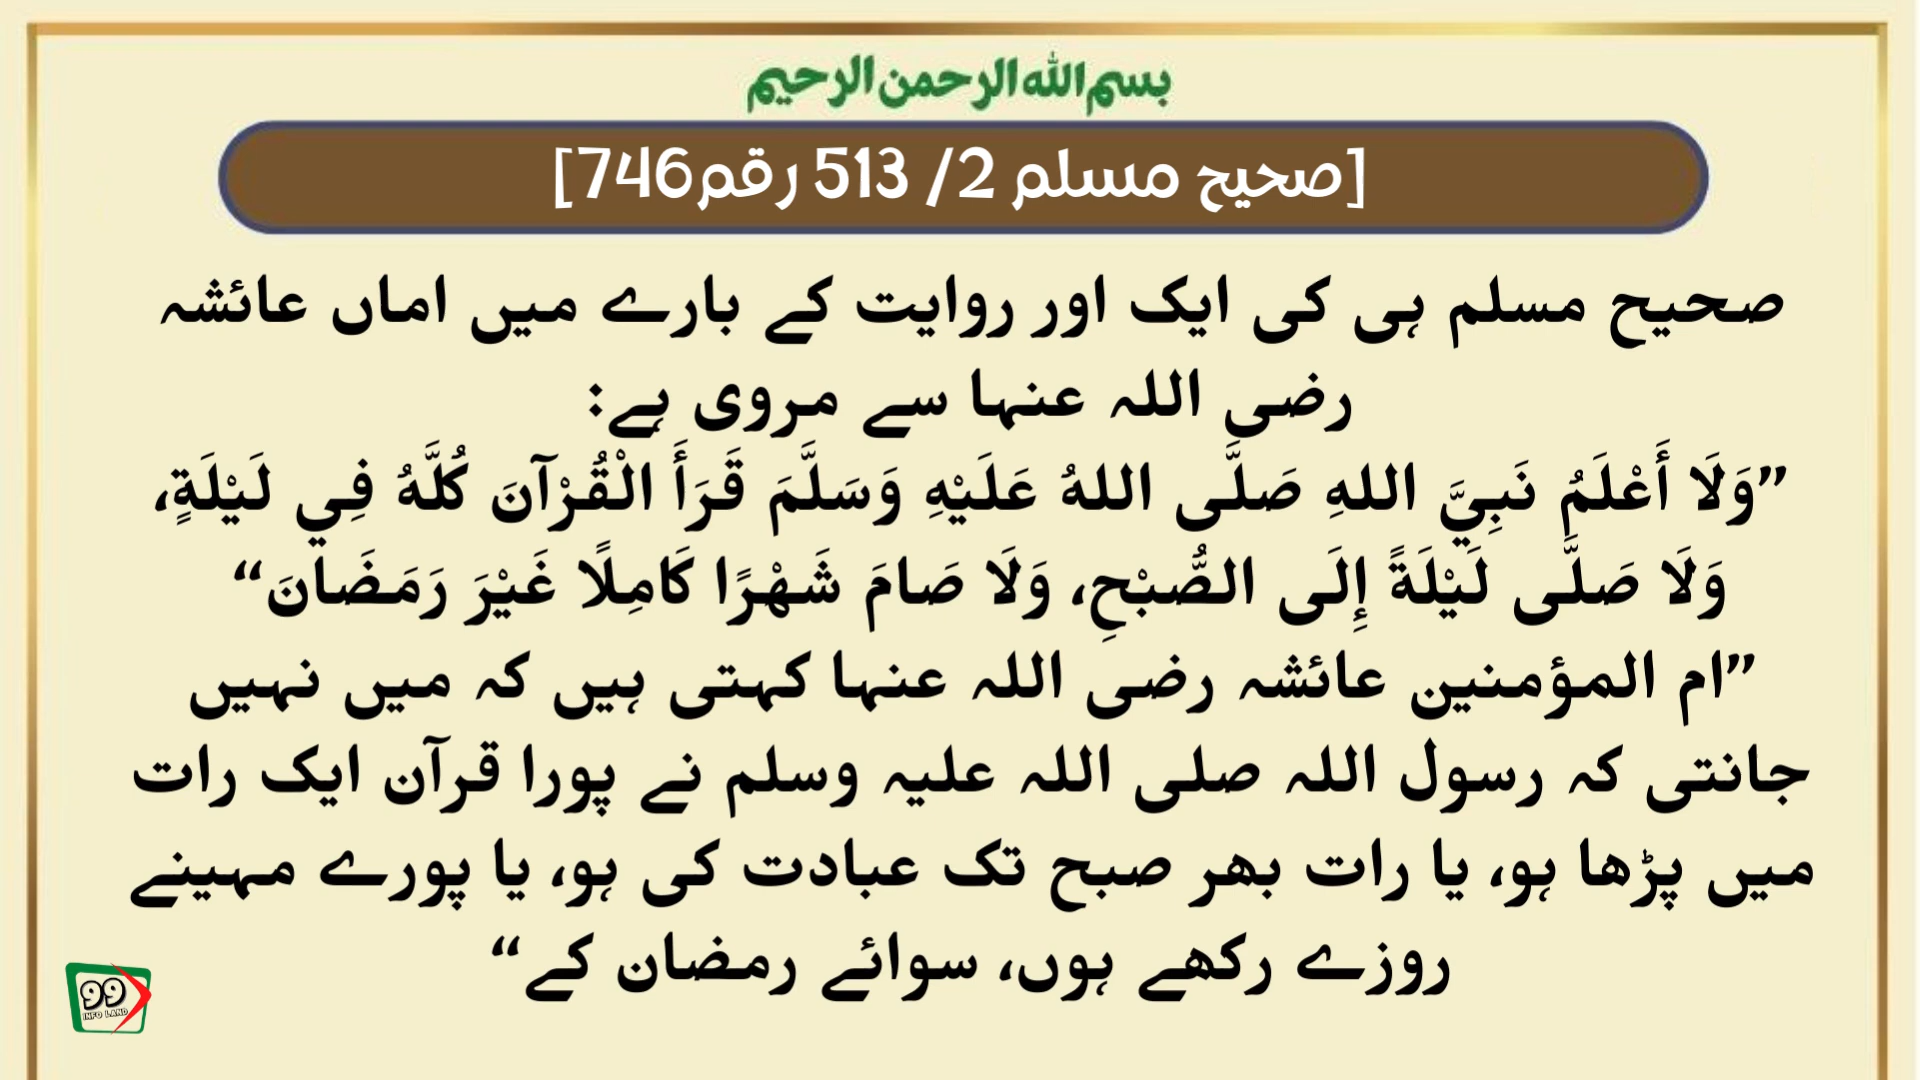 بسم الله الرحمن الرحيم
[صحیح مسلم 2/ 513 رقم746]
صحیح مسلم ہی کی ایک اور روایت کے بارے میں اماں عائشہ
رضی اللہ عنہا سے مروی ہے:
”وَلَا أَعْلَمُ نَبِيَّ اللهِ صَلَّى اللهُ عَلَيْهِ وَسَلَّمَ قَرَأَ الْقُرْآنَ كُلَّهُ فِي لَيْلَةٍ،
وَلَا صَلَّى لَيْلَةً إِلَى الصُّبْحِ، وَلَا صَامَ شَهْرًا كَامِلًا غَيْرَ رَمَضَانَ“
”ام المؤمنین عائشہ رضی اللہ عنہا کہتی ہیں کہ میں نہیں
جانتی کہ رسول اللہ صلی اللہ علیہ وسلم نے پورا قرآن ایک رات
میں پڑھا ہو، یا رات بھر صبح تک عبادت کی ہو، یا پورے مہینے
روزے رکھے ہوں، سوائے رمضان کے“
99
INFO LAND